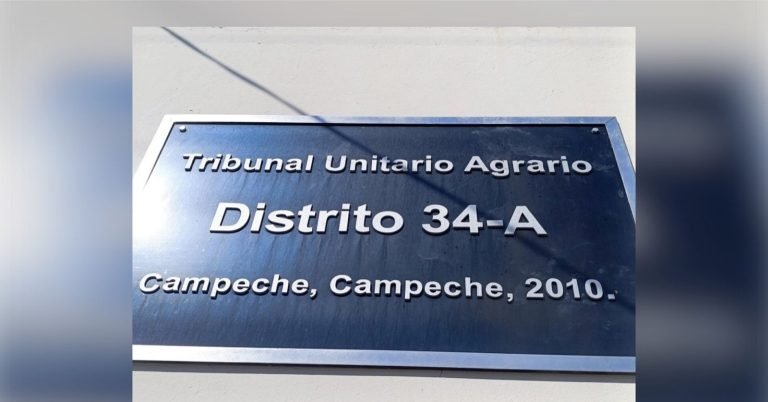 Tribunal Unitario Agrario
Distrito 34-A
Campeche, Campeche, 2010.